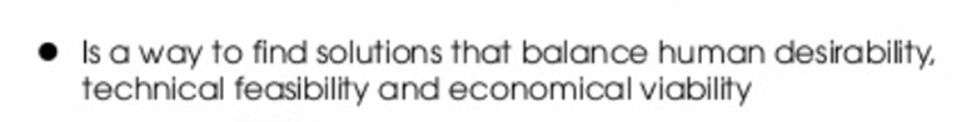 ● Is a way to find solutions that balance human desirability,
technical feasibility and economical viability